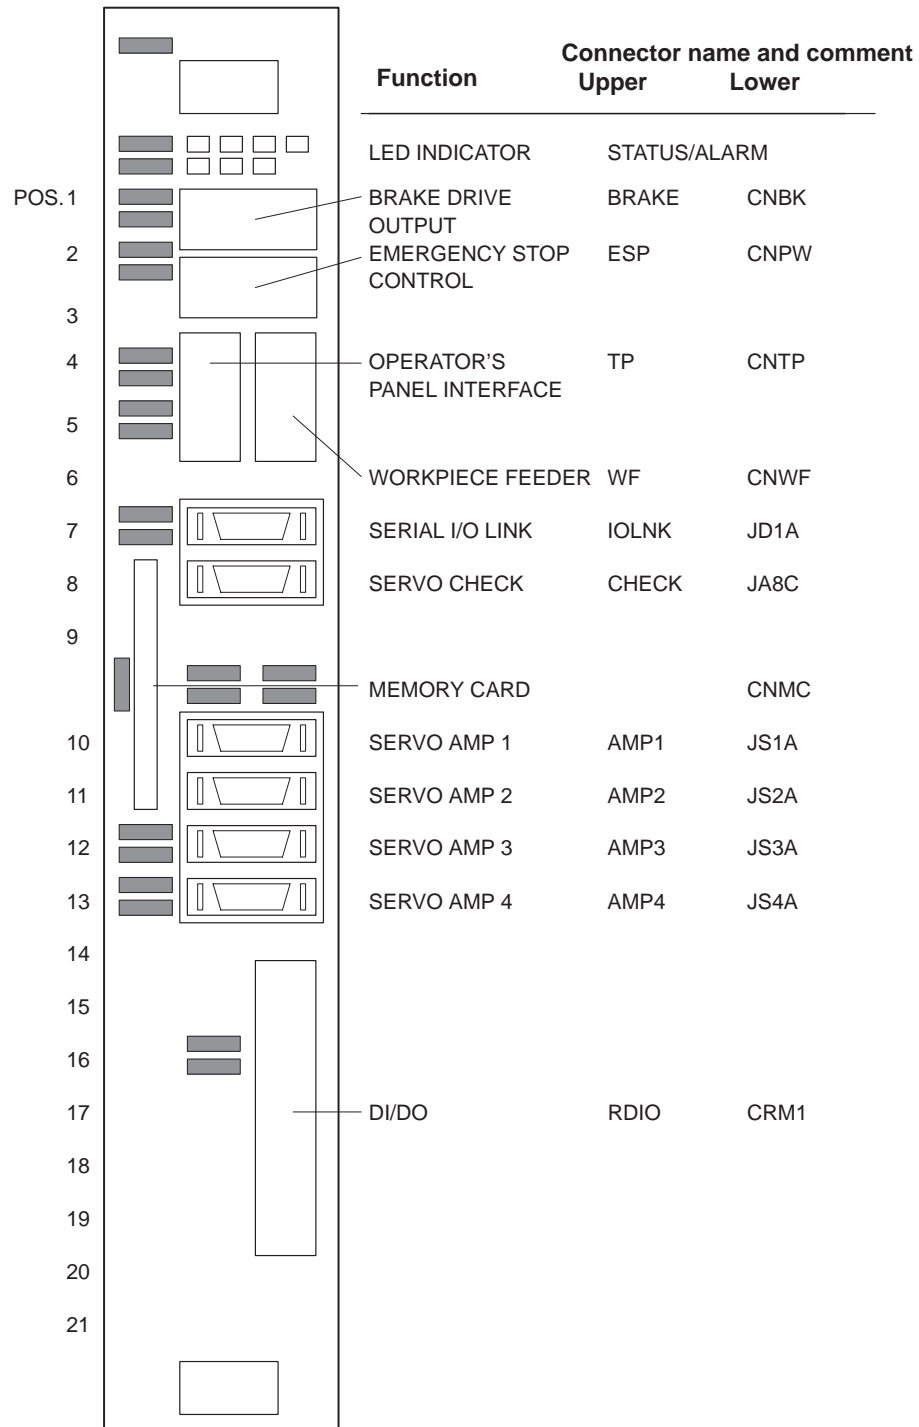 Connector name and comment
Function Upper Lower
LED INDICATOR STATUS/ALARM
POS.1 BRAKE DRIVE BRAKE CNBK
OUTPUT
2 EMERGENCY STOP ESP CNPW
CONTROL
3
4 OPERATOR'S TP CNTP
PANEL INTERFACE
5
6 WORKPIECE FEEDER WF CNWF
7 SERIAL I/O LINK IOLNK JD1A
8 SERVO CHECK CHECK JA8C
9
MEMORY CARD CNMC
10 SERVO AMP 1 AMP1 JS1A
11 SERVO AMP 2 AMP2 JS2A
12 SERVO AMP 3 AMP3 JS3A
13 SERVO AMP 4 AMP4 JS4A
14
15
16
17 DI/DO RDIO CRM1
18
19
20
21